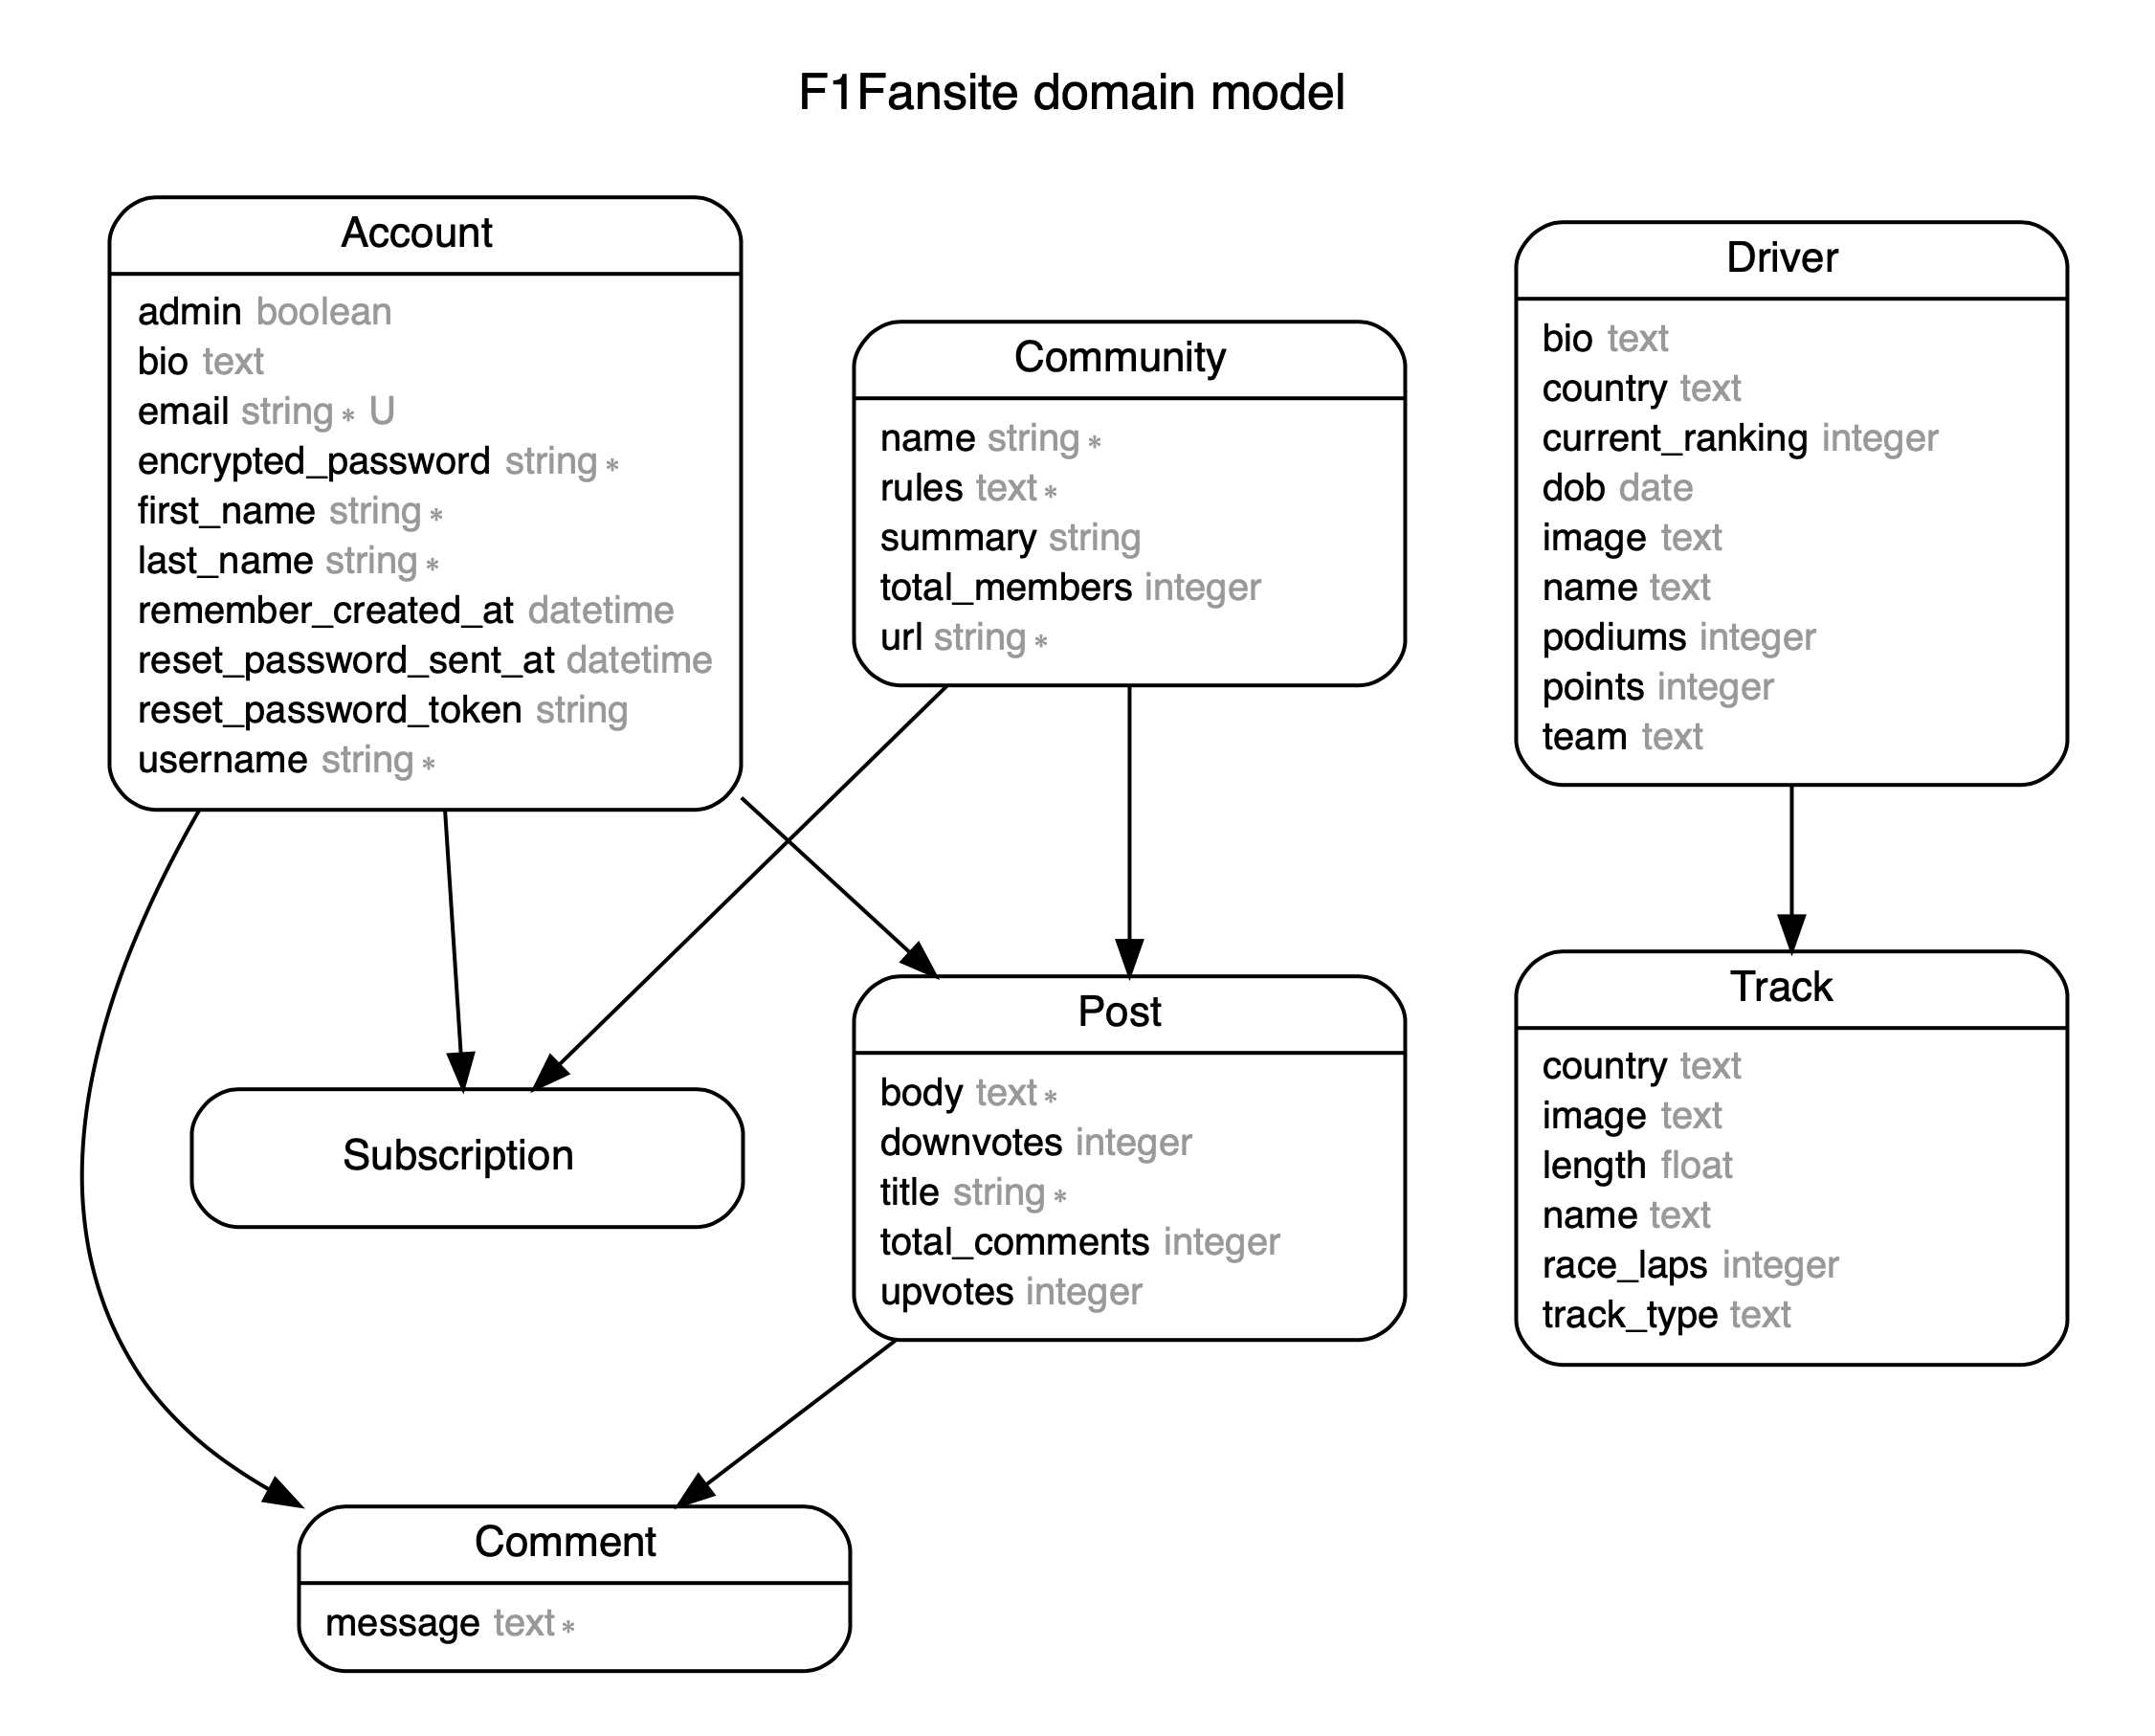 F1Fansite domain model
Account
admin boolean
bio text
email string * U
encrypted_password string *
first_name string *
last_name string *
remember_created_at datetime
reset_password_sent_at datetime
reset_password_token string
username string *
Community
name string *
rules text *
summary string
total_members integer
url string *
Driver
bio text
country text
current_ranking integer
dob date
image text
name text
podiums integer
points integer
team text
Subscription
Post
body text *
downvotes integer
title string *
total_comments integer
upvotes integer
Track
country text
image text
length float
name text
race_laps integer
track_type text
Comment
message text *